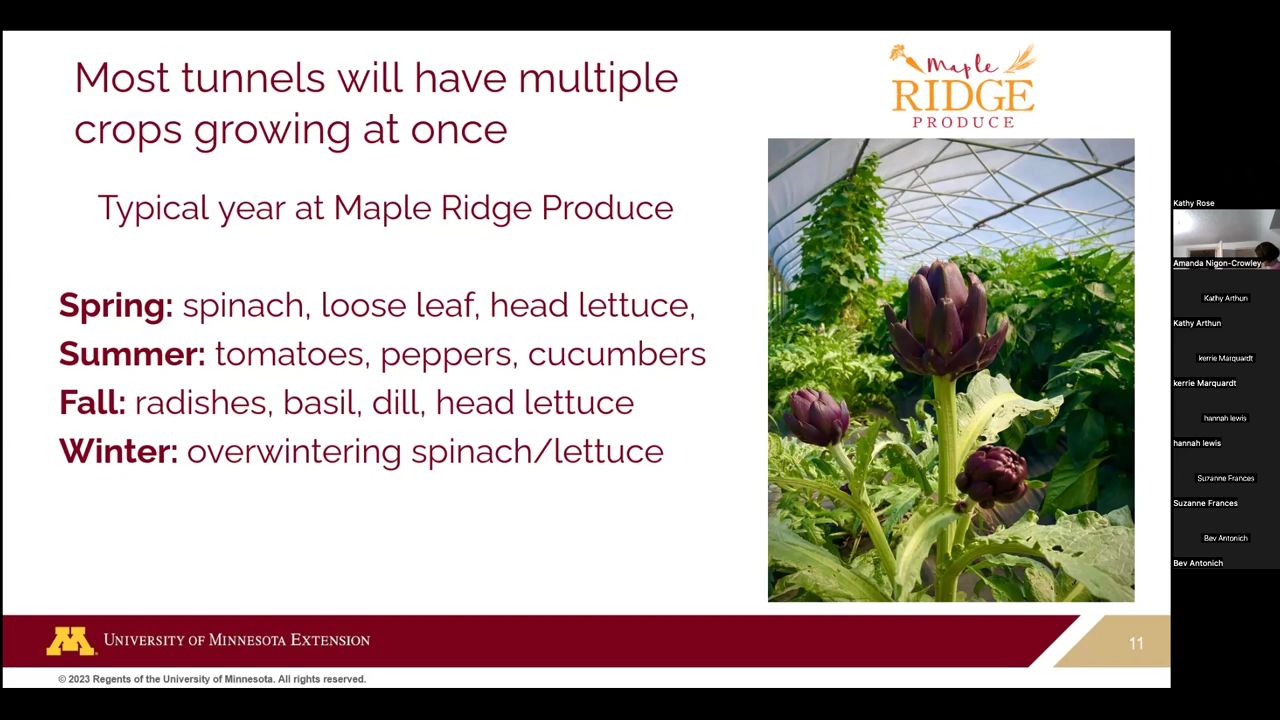 Most tunnels will have multiple
crops growing at once
Typical year at Maple Ridge Produce
Spring: spinach, loose leaf, head lettuce,
Summer: tomatoes, peppers, cucumbers
Fall: radishes, basil, dill, head lettuce
Winter: overwintering spinach/lettuce
Maple
RIDGE
PRODUCE
UNIVERSITY OF MINNESOTA EXTENSION
11
© 2023 Regents of the University of Minnesota. All rights reserved.
Kathy Rose
Amanda Nigon-Crowley
Kathy Arthun
Kathy Arthun
kerrie Marquardt
kerrie Marquardt
hannah lewis
hannah lewis
Suzanne Frances
Suzanne Frances
Bev Antonich
Bev Antonich